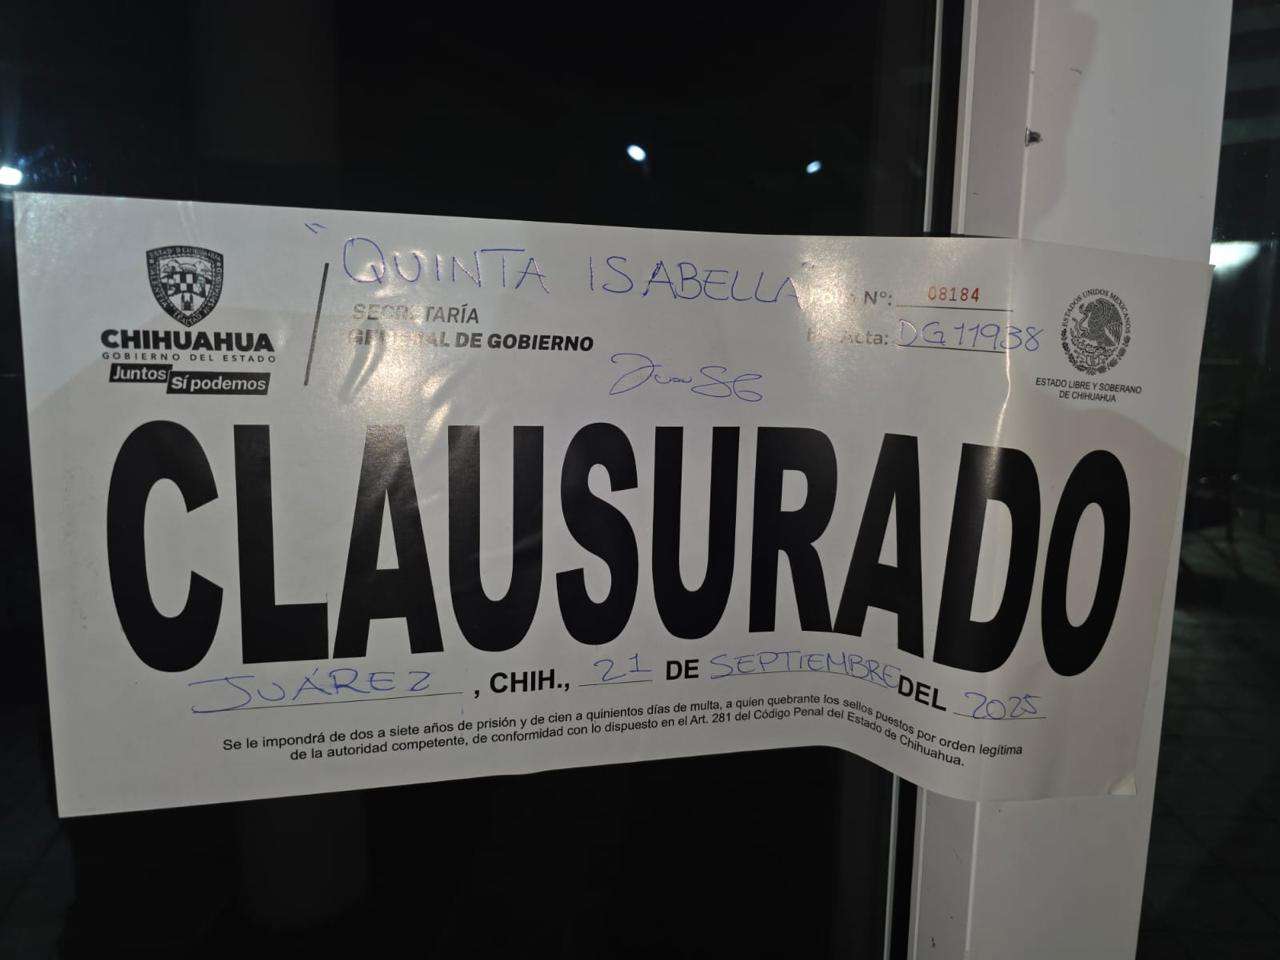 "QUINTA ISABELLA"
CHIHUAHUA
GOBIERNO DEL ESTADO
Juntos Sí podemos
SECRETARÍA
GENERAL DE GOBIERNO
Nº: 08184
Acta: DG11938
ESTADOS UNIDOS MEXICANOS
ESTADO LIBRE Y SOBERANO
DE CHIHUAHUA
CLAUSURADO
JUÁREZ, CHIH., 21 DE SEPTIEMBRE DEL 2025
Se le impondrá de dos a siete años de prisión y de cien a quinientos días de multa, a quien quebrante los sellos puestos por orden legítima
de la autoridad competente, de conformidad con lo dispuesto en el Art. 281 del Código Penal del Estado de Chihuahua.